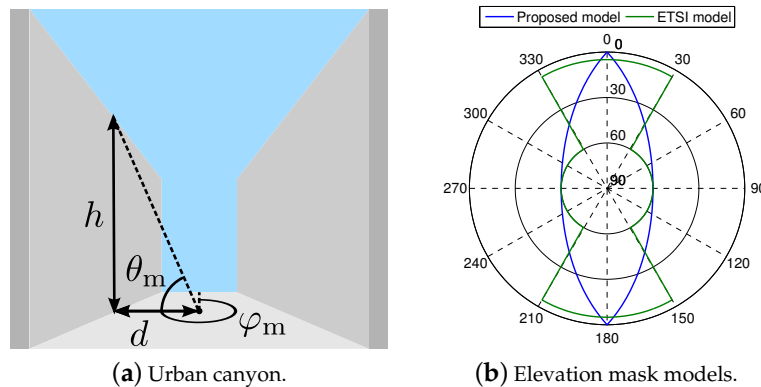 h
θm
d
φm
(a) Urban canyon.
Proposed model
ETSI model
0
0
330
30
30
300
60
60
270
90
90
240
120
210
150
180
(b) Elevation mask models.